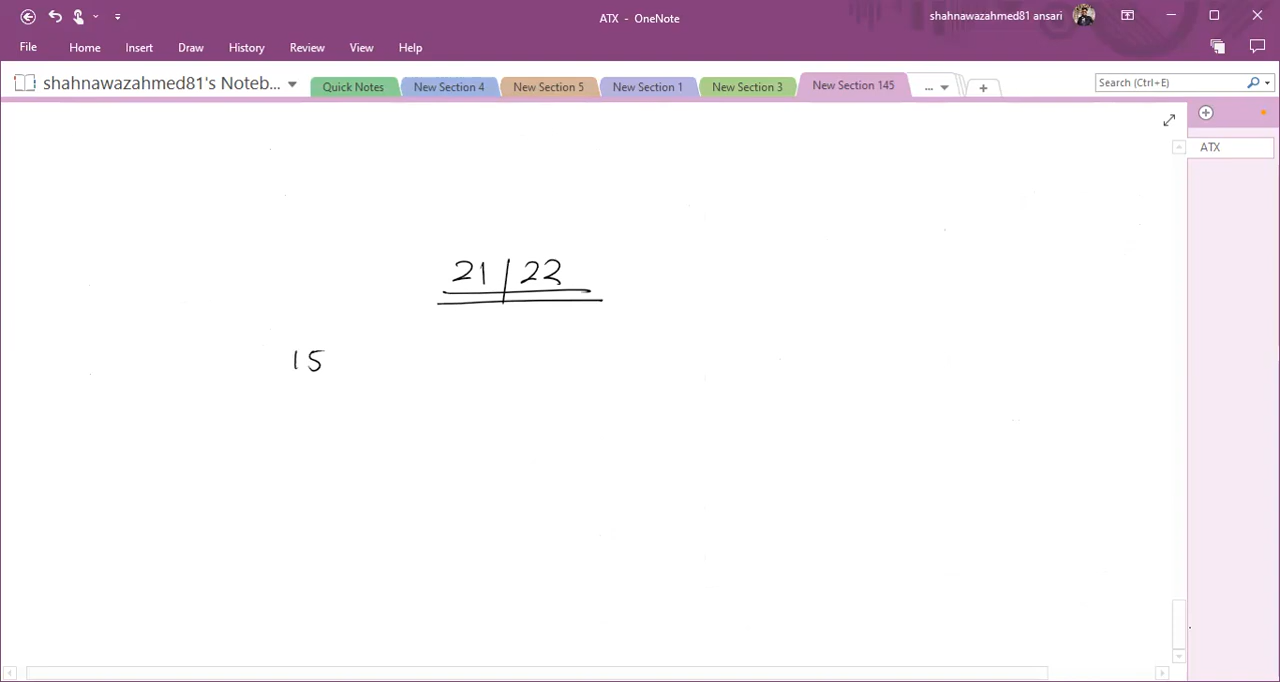 ATX - OneNote
shahnawazahmed81 ansari
File Home Insert Draw History Review View Help
shahnawazahmed81's Noteb... Quick Notes New Section 4 New Section 5 New Section 1 New Section 3 New Section 145 ... Search (Ctrl+E)
ATX
21 | 22
15